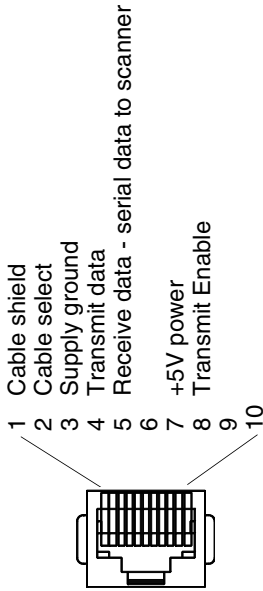 1 Cable shield
2 Cable select
3 Supply ground
4 Transmit data
5 Receive data - serial data to scanner
6
7 +5V power
8 Transmit Enable
9
10